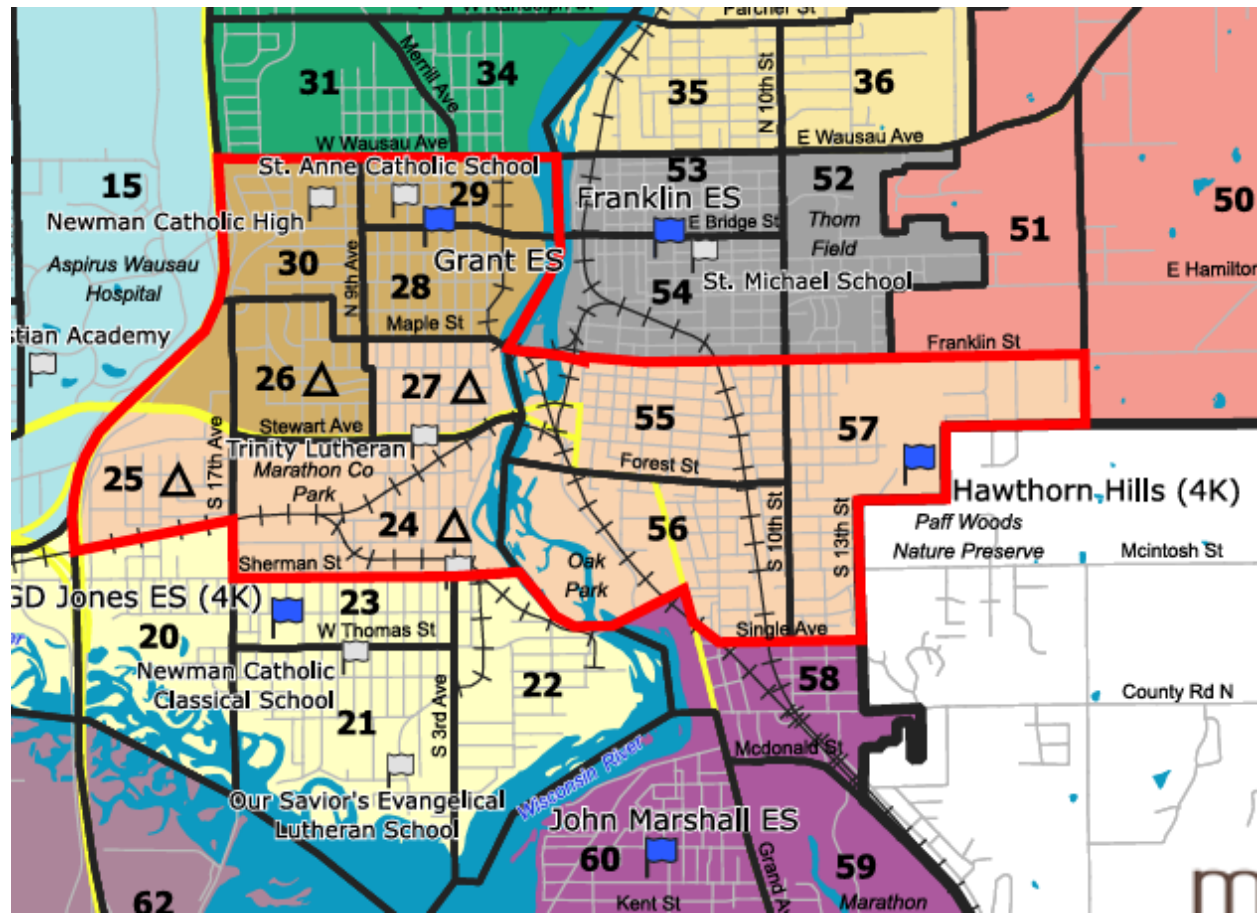 W Randolph St
Parcher St
31
Merrill Ave
34
35
N 10th St
36
W Wausau Ave
E Wausau Ave
St. Anne Catholic School
15
29
53
52
50
Newman Catholic High
Franklin ES
E Bridge St
Thom
Field
51
Aspirus Wausau
Hospital
30
N 9th Ave
Grant ES
28
St. Michael School
54
E Hamilton
Maple St
stian Academy
Franklin St
26
27
Stewart Ave
55
57
Trinity Lutheran
Marathon Co
Park
Forest St
25
S 17th Ave
24
56
S 10th St
S 13th St
Hawthorn Hills (4K)
Paff Woods
Nature Preserve
Mcintosh St
Sherman St
Oak
Park
GD Jones ES (4K)
23
W Thomas St
20
Single Ave
Newman Catholic
Classical School
22
58
21
S 3rd Ave
County Rd N
Mcdonald St
Wisconsin River
Our Savior's Evangelical
Lutheran School
John Marshall ES
60
Grand
59
62
Kent St
Marathon
m